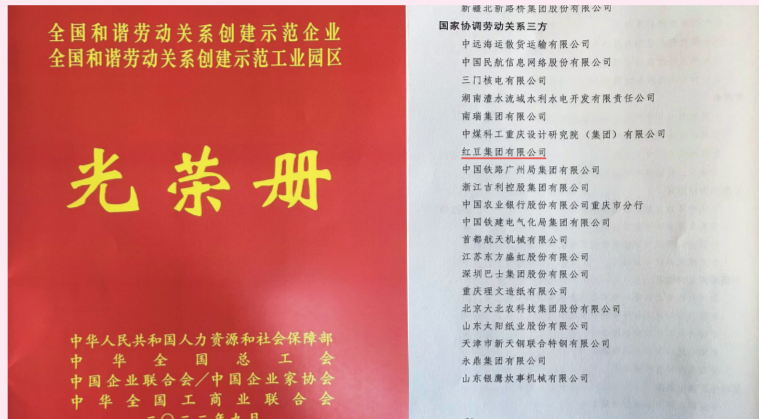 全国和谐劳动关系创建示范企业
全国和谐劳动关系创建示范工业园区
光荣册
中华人民共和国人力资源和社会保障部
中华全国总工会
中国企业联合会／中国企业家协会
中华全国工商业联合会
新疆北新路桥集团股份有限公司
国家协调劳动关系三方
中远海运散货运输有限公司
中国民航信息网络股份有限公司
三门核电有限公司
湖南澧水流域水利水电开发有限责任公司
南瑞集团有限公司
中煤科工重庆设计研究院（集团）有限公司
红豆集团有限公司
中国铁路广州局集团有限公司
浙江吉利控股集团有限公司
中国农业银行股份有限公司重庆市分行
中国铁建电气化局集团有限公司
首都航天机械有限公司
江苏东方盛虹股份有限公司
深圳巴士集团股份有限公司
重庆理文造纸有限公司
北京大北农科技集团股份有限公司
山东太阳纸业股份有限公司
天津市新天钢联合特钢有限公司
永鼎集团有限公司
山东银鹰炊事机械有限公司